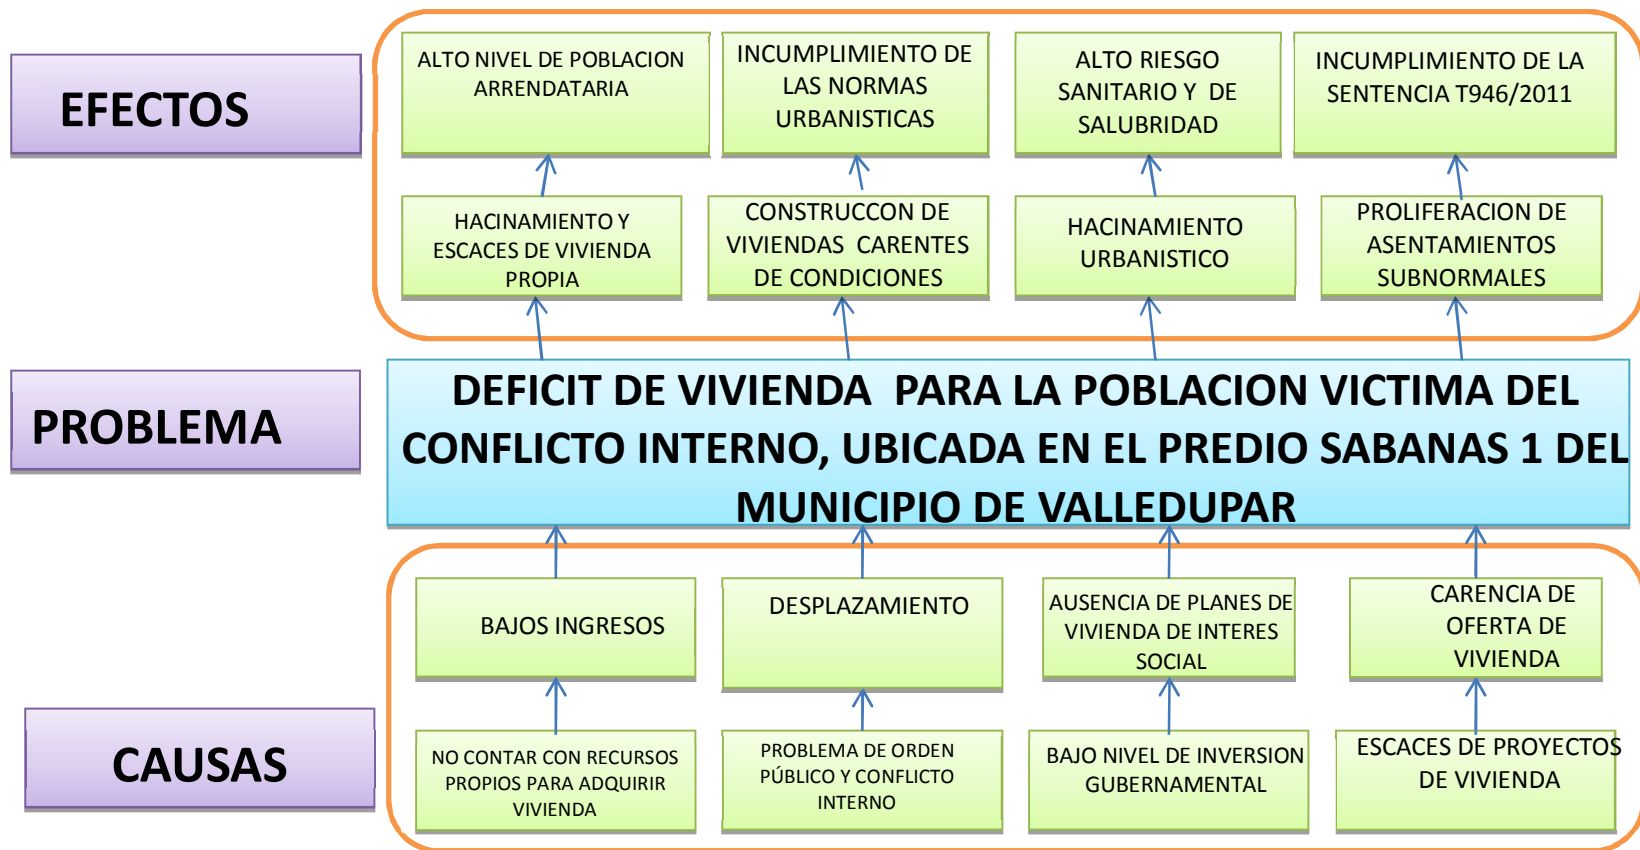 EFECTOS
ALTO NIVEL DE POBLACION
ARRENDATARIA
INCUMPLIMIENTO DE
LAS NORMAS
URBANISTICAS
ALTO RIESGO
SANITARIO Y DE
SALUBRIDAD
INCUMPLIMIENTO DE LA
SENTENCIA T946/2011
HACINAMIENTO Y
ESCACES DE VIVIENDA
PROPIA
CONSTRUCCON DE
VIVIENDAS CARENTES
DE CONDICIONES
HACINAMIENTO
URBANISTICO
PROLIFERACION DE
ASENTAMIENTOS
SUBNORMALES
PROBLEMA
DEFICIT DE VIVIENDA PARA LA POBLACION VICTIMA DEL
CONFLICTO INTERNO, UBICADA EN EL PREDIO SABANAS 1 DEL
MUNICIPIO DE VALLEDUPAR
BAJOS INGRESOS
DESPLAZAMIENTO
AUSENCIA DE PLANES DE
VIVIENDA DE INTERES
SOCIAL
CARENCIA DE
OFERTA DE
VIVIENDA
CAUSAS
NO CONTAR CON RECURSOS
PROPIOS PARA ADQUIRIR
VIVIENDA
PROBLEMA DE ORDEN
PÚBLICO Y CONFLICTO
INTERNO
BAJO NIVEL DE INVERSION
GUBERNAMENTAL
ESCACES DE PROYECTOS
DE VIVIENDA